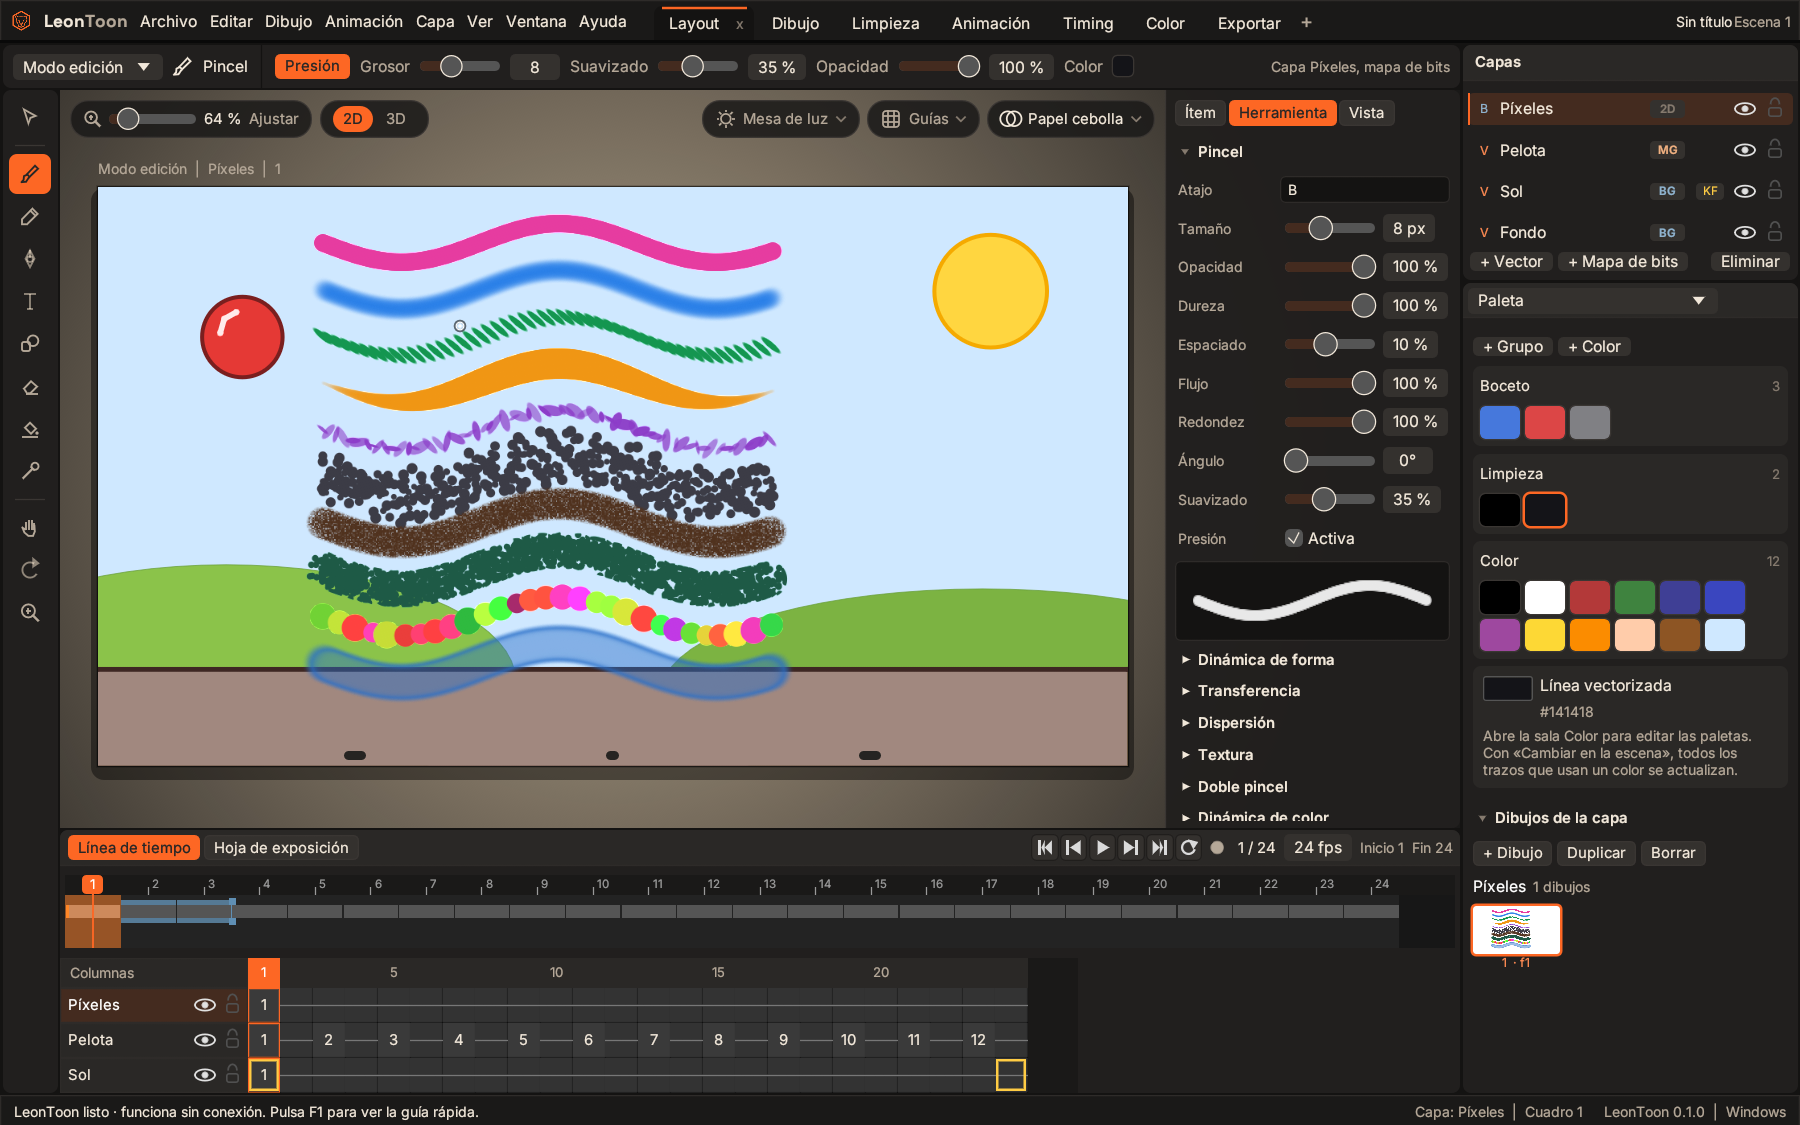 LeonToon Archivo Editar Dibujo Animación Capa Ver Ventana Ayuda Layout x Dibujo Limpieza Animación Timing Color Exportar + Sin título Escena 1
Modo edición Pincel Presión Grosor 8 Suavizado 35 % Opacidad 100 % Color Capa Píxeles, mapa de bits
64 % Ajustar 2D 3D Mesa de luz Guías Papel cebolla
Modo edición | Píxeles | 1
Ítem Herramienta Vista
Pincel
Atajo B
Tamaño 8 px
Opacidad 100 %
Dureza 100 %
Espaciado 10 %
Flujo 100 %
Redondez 100 %
Ángulo 0°
Suavizado 35 %
Presión Activa
Dinámica de forma
Transferencia
Dispersión
Textura
Doble pincel
Dinámica de color
Capas
B Píxeles 2D
V Pelota MG
V Sol BG KF
V Fondo BG
+ Vector + Mapa de bits Eliminar
Paleta
+ Grupo + Color
Boceto 3
Limpieza 2
Color 12
Línea vectorizada
#141418
Abre la sala Color para editar las paletas.
Con «Cambiar en la escena», todos los
trazos que usan un color se actualizan.
Dibujos de la capa
+ Dibujo Duplicar Borrar
Píxeles 1 dibujos
1 · f1
Línea de tiempo Hoja de exposición 1 / 24 24 fps Inicio 1 Fin 24
1 2 3 4 5 6 7 8 9 10 11 12 13 14 15 16 17 18 19 20 21 22 23 24
Columnas 1 5 10 15 20
Píxeles 1
Pelota 1 2 3 4 5 6 7 8 9 10 11 12
Sol 1
LeonToon listo · funciona sin conexión. Pulsa F1 para ver la guía rápida. Capa: Píxeles | Cuadro 1 LeonToon 0.1.0 | Windows